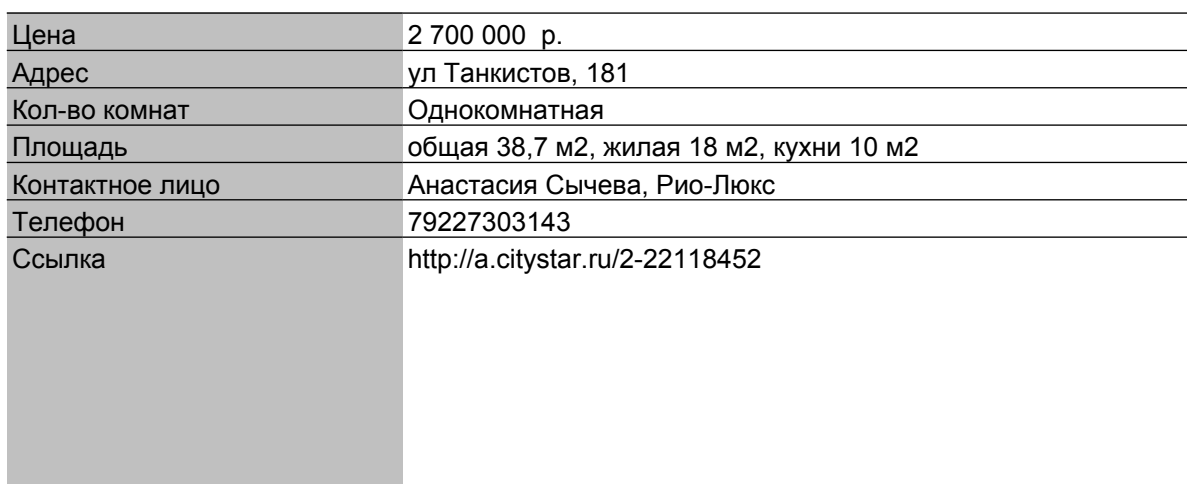 Цена 2 700 000 р.
Адрес ул Танкистов, 181
Кол-во комнат Однокомнатная
Площадь общая 38,7 м2, жилая 18 м2, кухни 10 м2
Контактное лицо Анастасия Сычева, Рио-Люкс
Телефон 79227303143
Ссылка http://a.citystar.ru/2-22118452